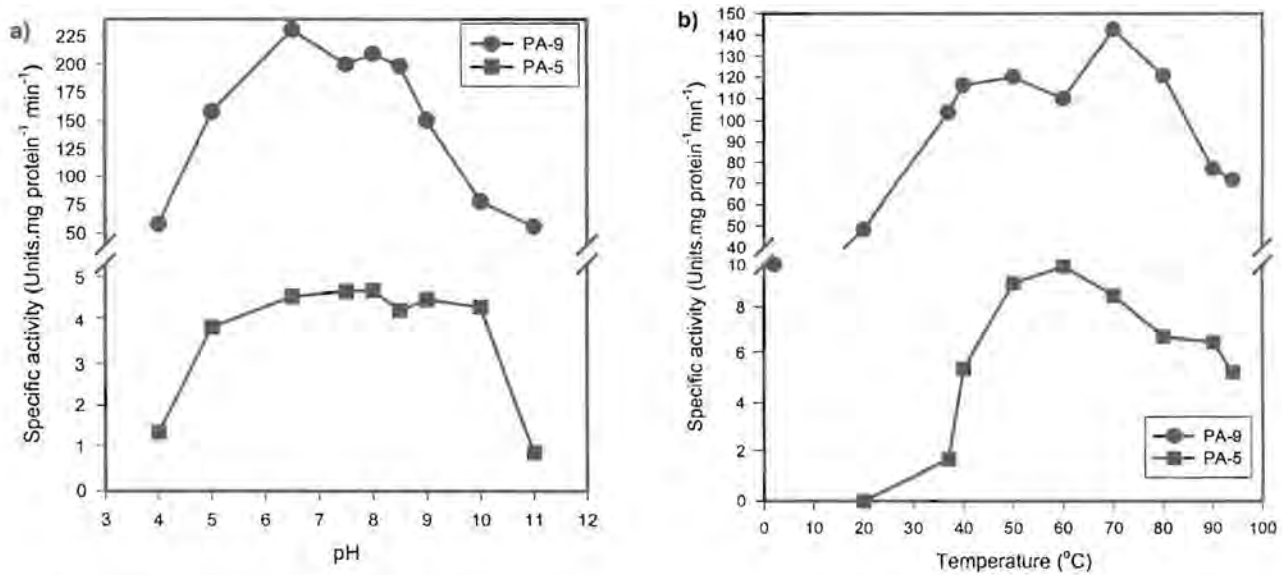 a)
Specific activity (Units.mg protein⁻¹ min⁻¹)
225
200
175
150
125
100
75
50
5
4
3
2
1
0
PA-9
PA-5
3 4 5 6 7 8 9 10 11 12
pH
b)
Specific activity (Units.mg protein⁻¹min⁻¹)
150
140
130
120
110
100
90
80
70
60
50
40
10
8
6
4
2
0
PA-9
PA-5
0 10 20 30 40 50 60 70 80 90 100
Temperature (°C)